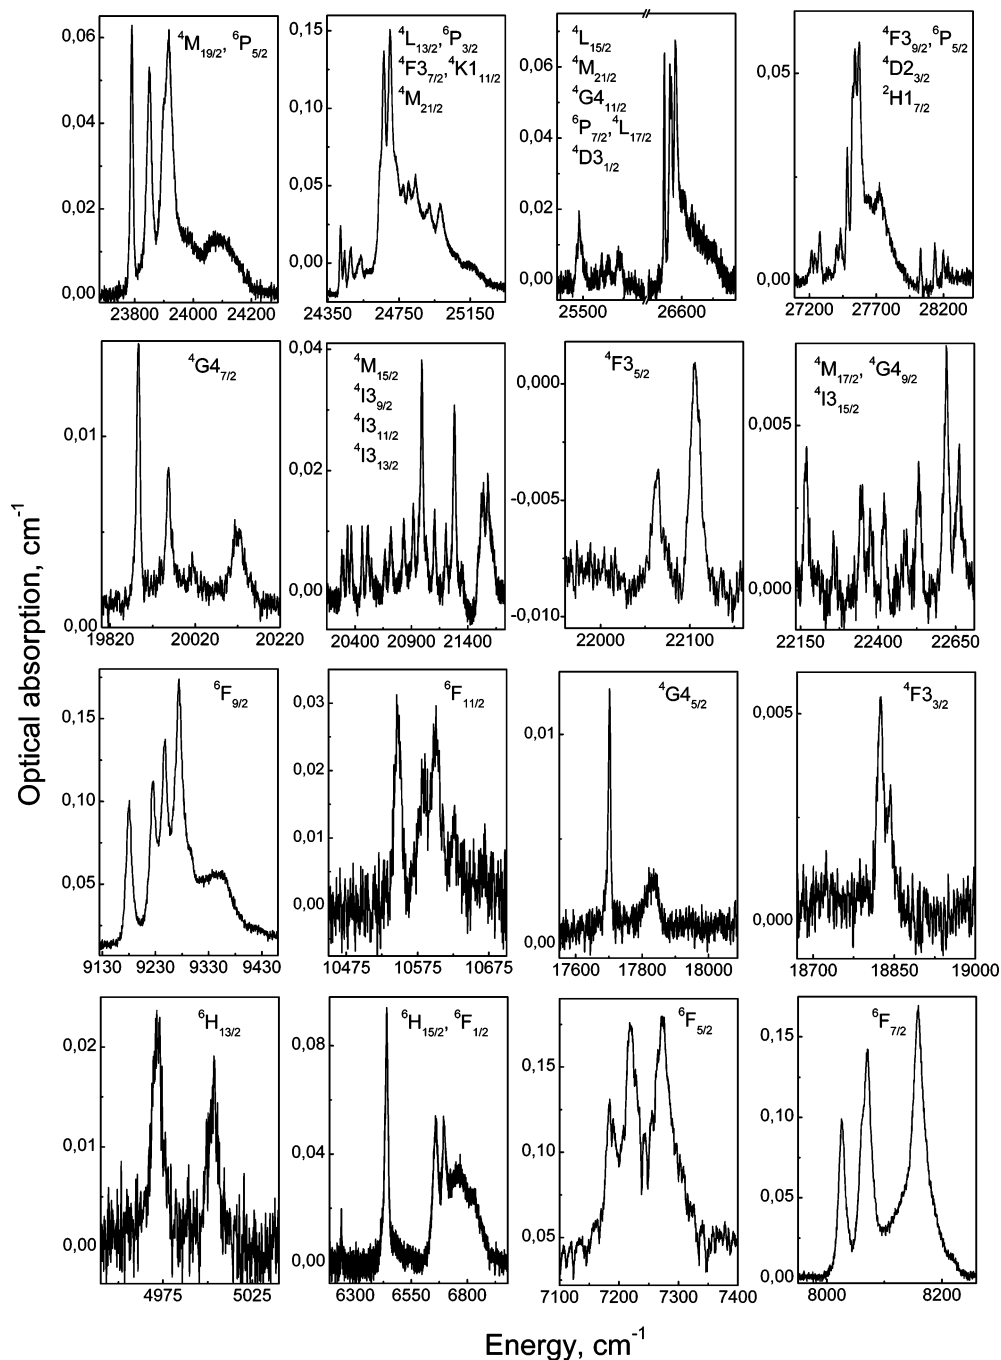 Optical absorption, cm⁻¹
⁴M₁₉/₂, ⁶P₅/₂
0,06
0,04
0,02
0,00
23800 24000 24200
⁴L₁₃/₂, ⁶P₃/₂
⁴F3₇/₂, ⁴K1₁₁/₂
⁴M₂₁/₂
0,15
0,10
0,05
0,00
24350 24750 25150
⁴L₁₅/₂
⁴M₂₁/₂
⁴G4₁₁/₂
⁶P₇/₂, ⁴L₁₇/₂
⁴D3₁/₂
0,06
0,04
0,02
0,00
25500 26600
⁴F3₉/₂, ⁶P₅/₂
⁴D2₃/₂
²H1₇/₂
0,05
0,00
27200 27700 28200
⁴G4₇/₂
0,01
0,00
19820 20020 20220
⁴M₁₅/₂
⁴I3₉/₂
⁴I3₁₁/₂
⁴I3₁₃/₂
0,04
0,02
0,00
20400 20900 21400
⁴F3₅/₂
0,000
-0,005
-0,010
22000 22100
⁴M₁₇/₂, ⁴G4₉/₂
⁴I3₁₅/₂
0,005
0,000
22150 22400 22650
⁶F₉/₂
0,15
0,10
0,05
9130 9230 9330 9430
⁶F₁₁/₂
0,03
0,02
0,01
0,00
10475 10575 10675
⁴G4₅/₂
0,01
0,00
17600 17800 18000
⁴F3₃/₂
0,005
0,000
18700 18850 19000
⁶H₁₃/₂
0,02
0,01
0,00
4975 5025
⁶H₁₅/₂, ⁶F₁/₂
0,08
0,04
0,00
6300 6550 6800
⁶F₅/₂
0,15
0,10
0,05
7100 7200 7300 7400
⁶F₇/₂
0,15
0,10
0,05
0,00
8000 8200
Energy, cm⁻¹